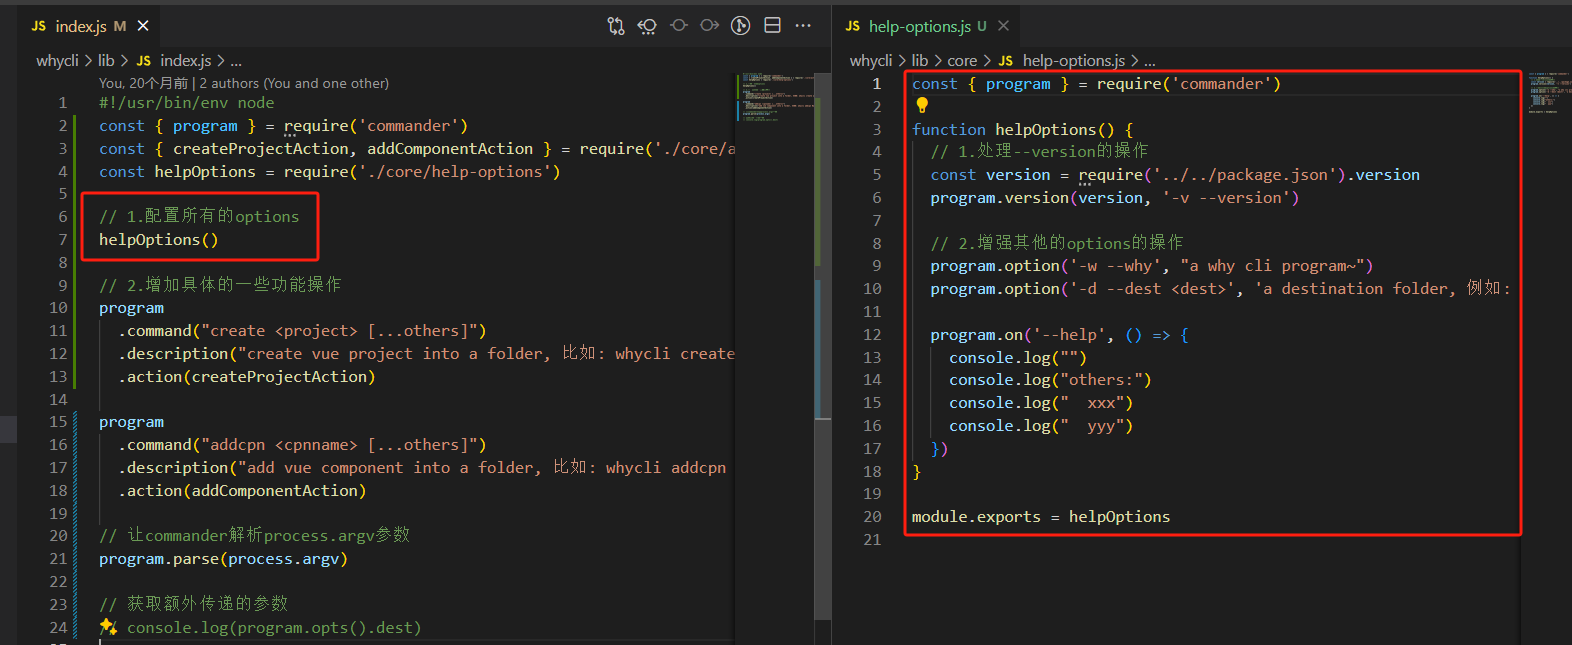 JS index.js M
whycli > lib > JS index.js > ...
You, 20个月前 | 2 authors (You and one other)
1 #!/usr/bin/env node
2 const { program } = require('commander')
3 const { createProjectAction, addComponentAction } = require('./core/a
4 const helpOptions = require('./core/help-options')
5
6 // 1.配置所有的options
7 helpOptions()
8
9 // 2.增加具体的一些功能操作
10 program
11 .command("create <project> [...others]")
12 .description("create vue project into a folder, 比如: whycli create
13 .action(createProjectAction)
14
15 program
16 .command("addcpn <cpnname> [...others]")
17 .description("add vue component into a folder, 比如: whycli addcpn
18 .action(addComponentAction)
19
20 // 让commander解析process.argv参数
21 program.parse(process.argv)
22
23 // 获取额外传递的参数
24 // console.log(program.opts().dest)
JS help-options.js U
whycli > lib > core > JS help-options.js > ...
1 const { program } = require('commander')
2
3 function helpOptions() {
4 // 1.处理--version的操作
5 const version = require('../../package.json').version
6 program.version(version, '-v --version')
7
8 // 2.增强其他的options的操作
9 program.option('-w --why', "a why cli program~")
10 program.option('-d --dest <dest>', 'a destination folder, 例如:
11
12 program.on('--help', () => {
13 console.log("")
14 console.log("others:")
15 console.log("  xxx")
16 console.log("  yyy")
17 })
18 }
19
20 module.exports = helpOptions
21